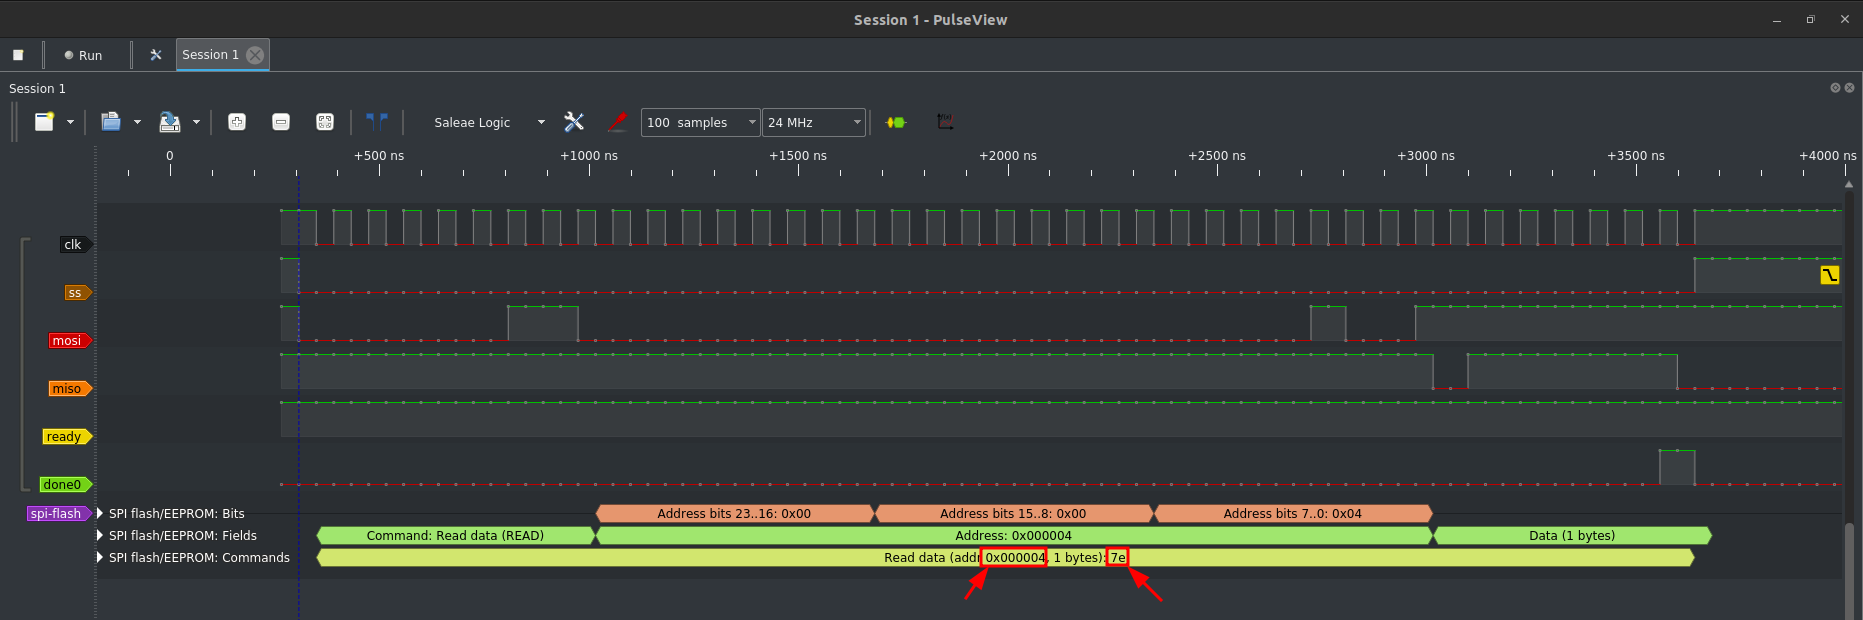 Session 1 - PulseView
Run
Session 1
Session 1
Saleae Logic
100 samples
24 MHz
0 +500 ns +1000 ns +1500 ns +2000 ns +2500 ns +3000 ns +3500 ns +4000 ns
clk
ss
mosi
miso
ready
done0
spi-flash SPI flash/EEPROM: Bits Address bits 23..16: 0x00 Address bits 15..8: 0x00 Address bits 7..0: 0x04
SPI flash/EEPROM: Fields Command: Read data (READ) Address: 0x000004 Data (1 bytes)
SPI flash/EEPROM: Commands Read data (addr 0x000004, 1 bytes): 7e